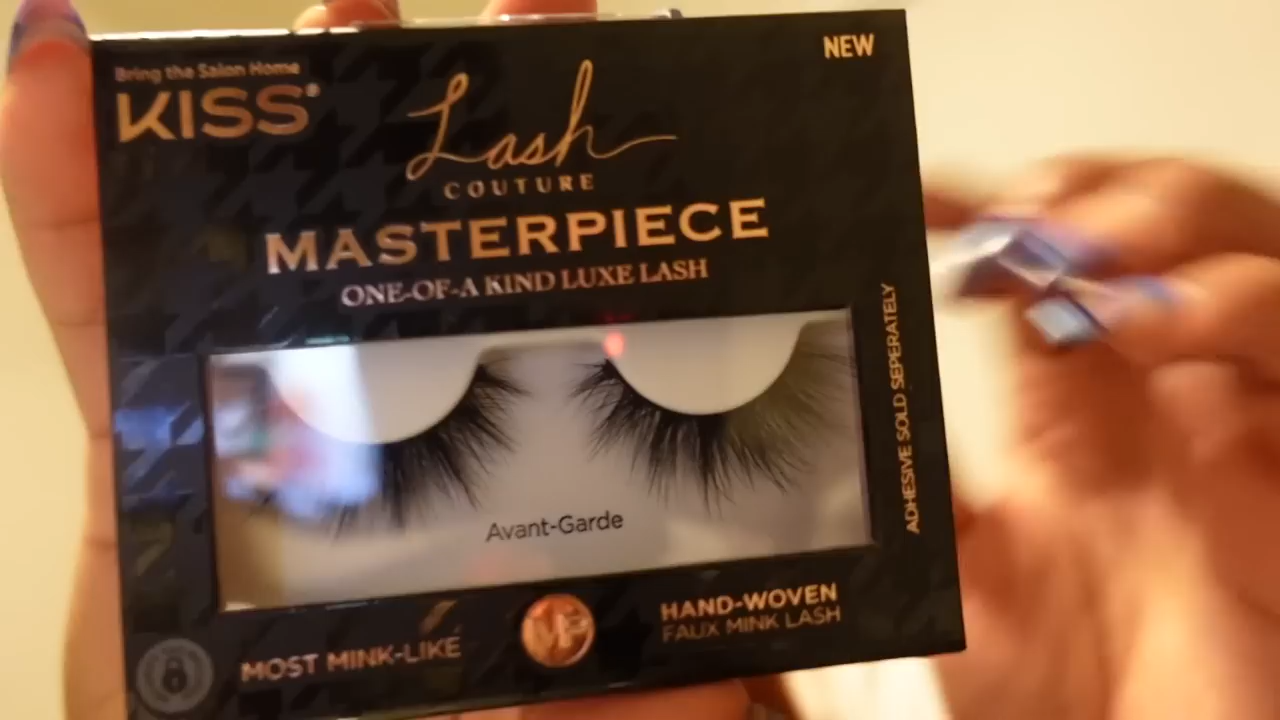 NEW
Bring the Salon Home
KISS®
Lash
COUTURE
MASTERPIECE
ONE-OF-A KIND LUXE LASH
ADHESIVE SOLD SEPERATELY
Avant-Garde
MOST MINK-LIKE
MP
HAND-WOVEN
FAUX MINK LASH